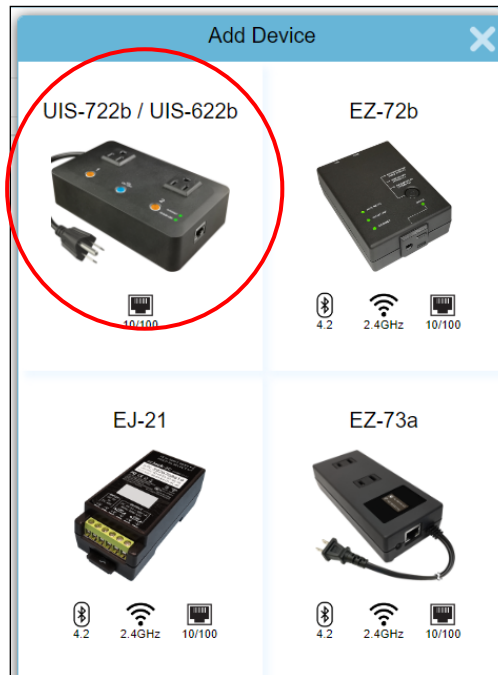 Add Device
UIS-722b / UIS-622b
EZ-72b
10/100
4.2
2.4GHz
10/100
EJ-21
EZ-73a
4.2
2.4GHz
10/100
4.2
2.4GHz
10/100